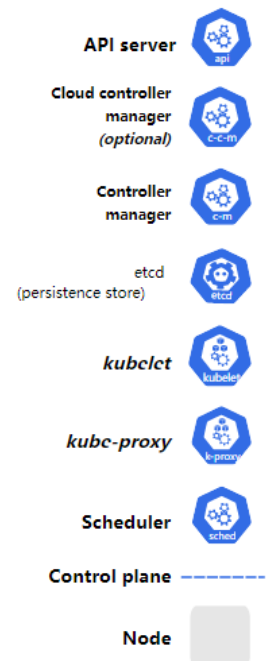 API server
api
Cloud controller
manager
(optional)
c-c-m
Controller
manager
c-m
etcd
(persistence store)
etcd
kubelet
kubelet
kube-proxy
k-proxy
Scheduler
sched
Control plane
Node